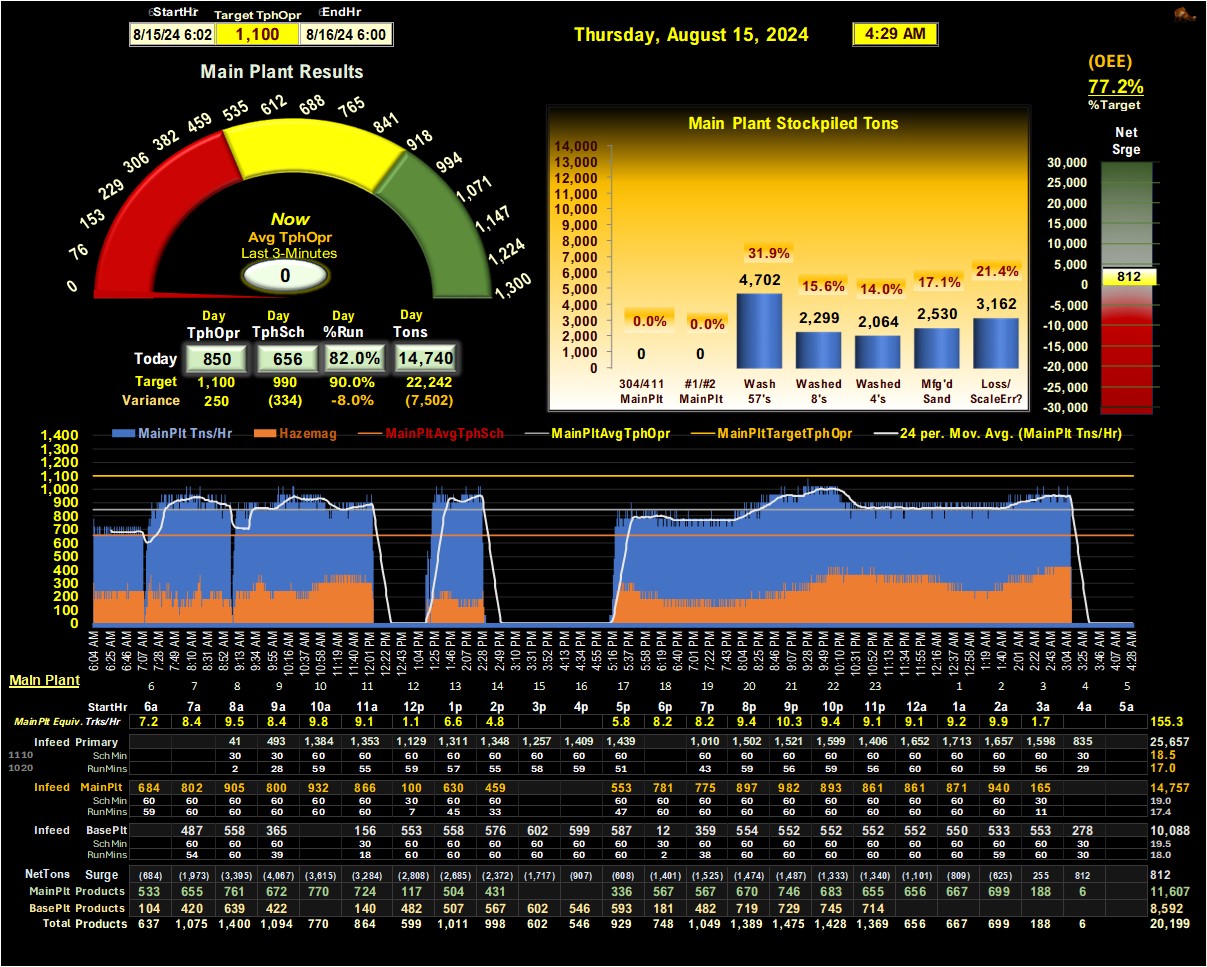 StartHr Target TphOpr EndHr
8/15/24 6:02 1,100 8/16/24 6:00
Thursday, August 15, 2024 4:29 AM
Main Plant Results
0 76 153 229 306 382 459 535 612 688 765 841 918 994 1,071 1,147 1,224 1,300
Now
Avg TphOpr
Last 3-Minutes
0
Day Day Day Day
TphOpr TphSch %Run Tons
Today 850 656 82.0% 14,740
Target 1,100 990 90.0% 22,242
Variance 250 (334) -8.0% (7,502)
Main Plant Stockpiled Tons
14,000
13,000
12,000
11,000
10,000
9,000
8,000
7,000
6,000
5,000
4,000
3,000
2,000
1,000
0
0.0% 0.0% 31.9% 15.6% 14.0% 17.1% 21.4%
0 0 4,702 2,299 2,064 2,530 3,162
304/411 #1/#2 Wash Washed Washed Mfg'd Loss/
MainPlt MainPlt 57's 8's 4's Sand ScaleErr?
(OEE)
77.2%
%Target
Net
Srge
30,000
25,000
20,000
15,000
10,000
5,000
0
-5,000
-10,000
-15,000
-20,000
-25,000
-30,000
812
MainPlt Tns/Hr Hazemag MainPltAvgTphSch MainPltAvgTphOpr MainPltTargetTphOpr 24 per. Mov. Avg. (MainPlt Tns/Hr)
1,400
1,300
1,200
1,100
1,000
900
800
700
600
500
400
300
200
100
0
6:04 AM 6:25 AM 6:46 AM 7:07 AM 7:28 AM 7:49 AM 8:10 AM 8:31 AM 8:52 AM 9:13 AM 9:34 AM 9:55 AM 10:16 AM 10:37 AM 10:58 AM 11:19 AM 11:40 AM 12:01 PM 12:22 PM 12:43 PM 1:04 PM 1:25 PM 1:46 PM 2:07 PM 2:28 PM 2:49 PM 3:10 PM 3:31 PM 3:52 PM 4:13 PM 4:34 PM 4:55 PM 5:16 PM 5:37 PM 5:58 PM 6:19 PM 6:40 PM 7:01 PM 7:22 PM 7:43 PM 8:04 PM 8:25 PM 8:46 PM 9:07 PM 9:28 PM 9:49 PM 10:10 PM 10:31 PM 10:52 PM 11:13 PM 11:34 PM 11:55 PM 12:16 AM 12:37 AM 12:58 AM 1:19 AM 1:40 AM 2:01 AM 2:22 AM 2:43 AM 3:04 AM 3:25 AM 3:46 AM 4:07 AM 4:28 AM
Main Plant
6 7 8 9 10 11 12 13 14 15 16 17 18 19 20 21 22 23 1 2 3 4 5
StartHr 6a 7a 8a 9a 10a 11a 12p 1p 2p 3p 4p 5p 6p 7p 8p 9p 10p 11p 12a 1a 2a 3a 4a 5a
MainPlt Equiv. Trks/Hr 7.2 8.4 9.5 8.4 9.8 9.1 1.1 6.6 4.8 5.8 8.2 8.2 9.4 10.3 9.4 9.1 9.1 9.2 9.9 1.7 155.3
Infeed Primary 41 493 1,384 1,353 1,129 1,311 1,348 1,257 1,409 1,439 1,010 1,502 1,521 1,599 1,406 1,652 1,713 1,657 1,598 835 25,657
1110 Sch Min 30 30 60 60 60 60 60 60 60 60 60 60 60 60 60 60 60 60 60 30 18.5
1020 RunMins 2 28 59 55 59 57 55 58 59 51 43 59 56 59 56 60 60 59 56 29 17.0
Infeed MainPlt 684 802 905 800 932 866 100 630 459 553 781 775 897 982 893 861 861 871 940 165 14,757
Sch Min 60 60 60 60 60 60 30 60 60 60 60 60 60 60 60 60 60 60 60 30 19.0
RunMins 59 60 60 60 60 60 7 45 33 47 60 60 60 60 60 60 60 60 60 11 17.4
Infeed BasePlt 487 558 365 156 553 558 576 602 599 587 12 359 554 552 552 552 552 550 533 553 278 10,088
Sch Min 60 60 60 30 60 60 60 60 60 60 30 60 60 60 60 60 60 60 60 60 30 19.5
RunMins 54 60 39 18 60 60 60 60 60 60 2 38 60 60 60 60 60 60 59 60 30 18.0
NetTons Surge (684) (1,973) (3,395) (4,067) (3,615) (3,284) (2,808) (2,685) (2,372) (1,717) (907) (608) (1,401) (1,525) (1,474) (1,487) (1,333) (1,340) (1,101) (809) (625) 255 812 812
MainPlt Products 533 655 761 672 770 724 117 504 431 336 567 567 670 746 683 655 656 667 699 188 6 11,607
BasePlt Products 104 420 639 422 140 482 507 567 602 546 593 181 482 719 729 745 714 8,592
Total Products 637 1,075 1,400 1,094 770 864 599 1,011 998 602 546 929 748 1,049 1,389 1,475 1,428 1,369 656 667 699 188 6 20,199